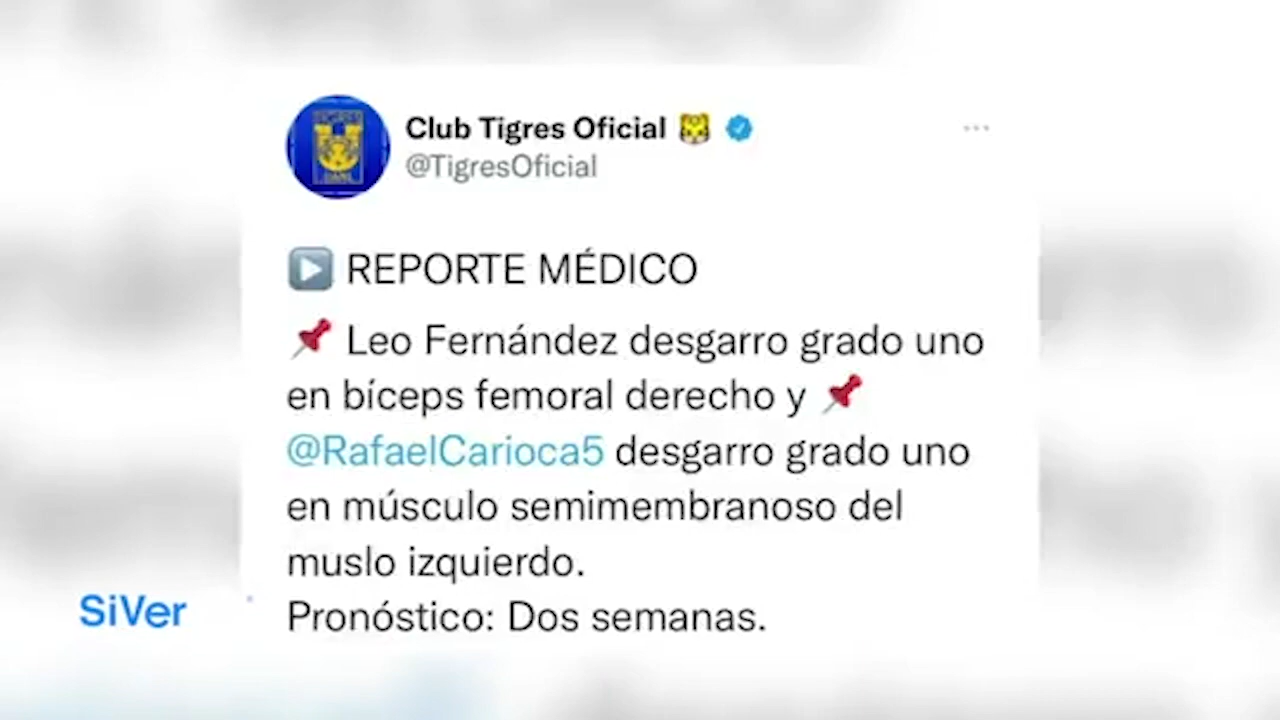 Club Tigres Oficial 🐯
@TigresOficial
▶️ REPORTE MÉDICO
📌 Leo Fernández desgarro grado uno
en bíceps femoral derecho y 📌
@RafaelCarioca5 desgarro grado uno
en músculo semimembranoso del
muslo izquierdo.
Pronóstico: Dos semanas.
SiVer